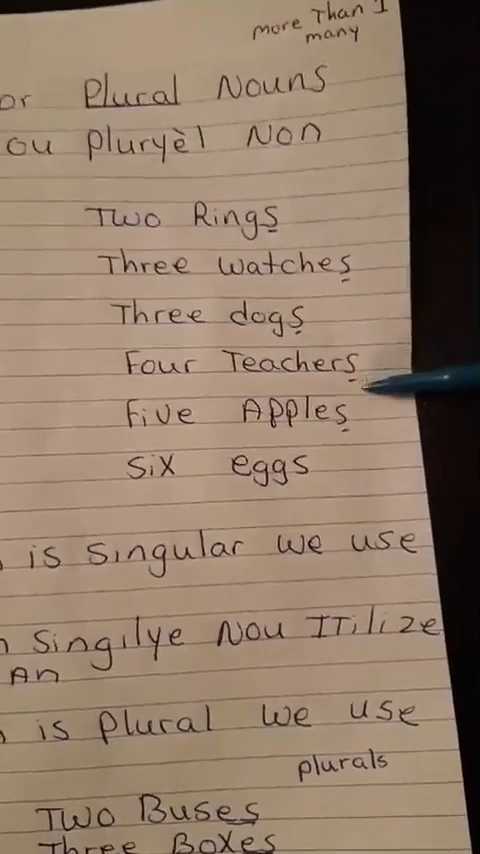 more Than 1
many
or Plural Nouns
ou Pluryèl Non
Two Rings
Three watches
Three dogs
Four Teachers
Five Apples
Six eggs
is singular we use
Singilye Nou ITilize
An
is plural we use
plurals
Two Buses
Three Boxes